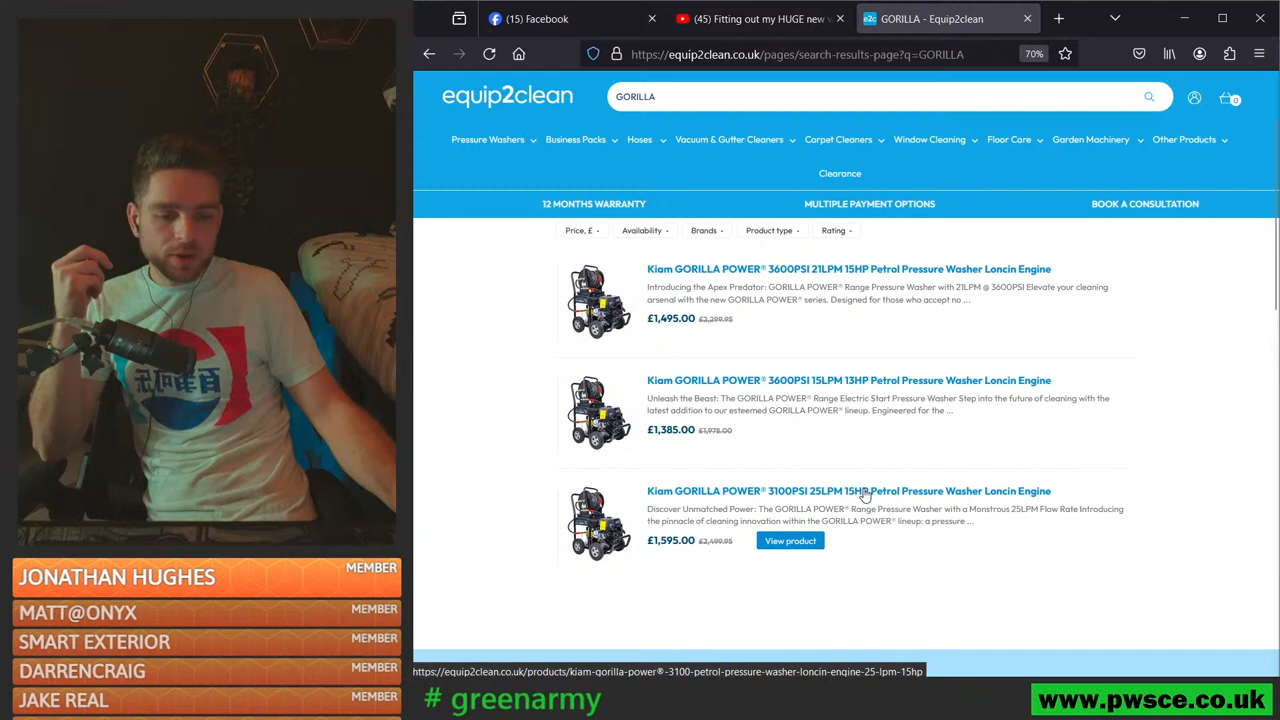 (15) Facebook
(45) Fitting out my HUGE new v
e2c
GORILLA - Equip2clean
https://equip2clean.co.uk/pages/search-results-page?q=GORILLA
70%
equip2clean
GORILLA
0
Pressure Washers
Business Packs
Hoses
Vacuum & Gutter Cleaners
Carpet Cleaners
Window Cleaning
Floor Care
Garden Machinery
Other Products
Clearance
12 MONTHS WARRANTY
MULTIPLE PAYMENT OPTIONS
BOOK A CONSULTATION
Price, £
Availability
Brands
Product type
Rating
Kiam GORILLA POWER® 3600PSI 21LPM 15HP Petrol Pressure Washer Loncin Engine
Introducing the Apex Predator: GORILLA POWER® Range Pressure Washer with 21LPM @ 3600PSI Elevate your cleaning
arsenal with the new GORILLA POWER® series. Designed for those who accept no ...
£1,495.00 £2,299.95
Kiam GORILLA POWER® 3600PSI 15LPM 13HP Petrol Pressure Washer Loncin Engine
Unleash the Beast: The GORILLA POWER® Range Electric Start Pressure Washer Step into the future of cleaning with the
latest addition to our esteemed GORILLA POWER® lineup. Engineered for the ...
£1,385.00 £1,978.00
Kiam GORILLA POWER® 3100PSI 25LPM 15HP Petrol Pressure Washer Loncin Engine
Discover Unmatched Power: The GORILLA POWER® Range Pressure Washer with a Monstrous 25LPM Flow Rate Introducing
the pinnacle of cleaning innovation within the GORILLA POWER® lineup: a pressure ...
£1,595.00 £2,499.95
View product
https://equip2clean.co.uk/products/kiam-gorilla-power®-3100-petrol-pressure-washer-loncin-engine-25-lpm-15hp
JONATHAN HUGHES
MEMBER
MATT@ONYX
MEMBER
SMART EXTERIOR
MEMBER
DARRENCRAIG
MEMBER
JAKE REAL
MEMBER
# greenarmy
www.pwsce.co.uk